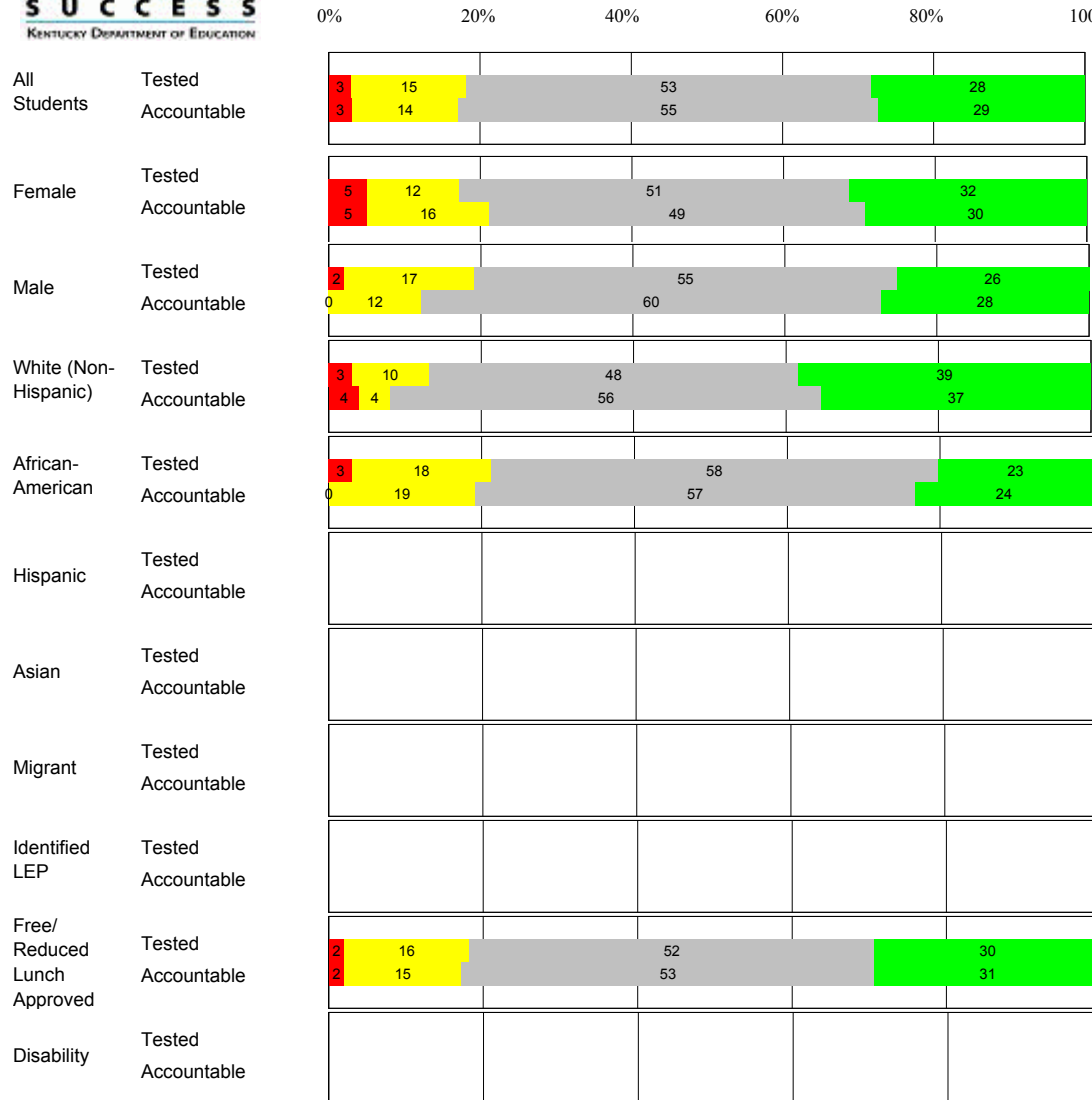 SUCCESS
KENTUCKY DEPARTMENT OF EDUCATION
0% 20% 40% 60% 80% 100
All
Students
Tested
3 15 53 28
Accountable
3 14 55 29
Female
Tested
5 12 51 32
Accountable
5 16 49 30
Male
Tested
2 17 55 26
Accountable
0 12 60 28
White (Non-
Hispanic)
Tested
3 10 48 39
Accountable
4 4 56 37
African-
American
Tested
3 18 58 23
Accountable
0 19 57 24
Hispanic
Tested
Accountable
Asian
Tested
Accountable
Migrant
Tested
Accountable
Identified
LEP
Tested
Accountable
Free/
Reduced
Lunch
Approved
Tested
2 16 52 30
Accountable
2 15 53 31
Disability
Tested
Accountable